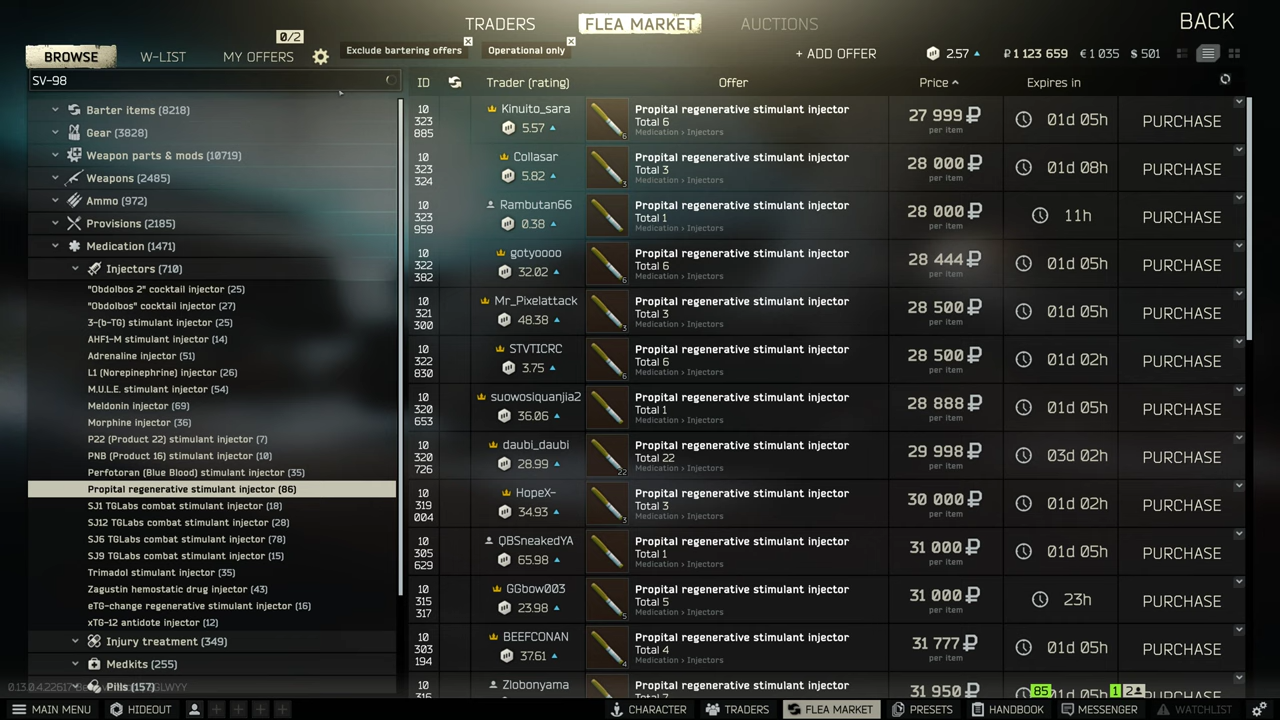 TRADERS FLEA MARKET AUCTIONS BACK
BROWSE W-LIST MY OFFERS 0/2 Exclude bartering offers × Operational only × + ADD OFFER 2.57 ₽ 1 123 659 € 1 035 $ 501
SV-98
ID Trader (rating) Offer Price Expires in
Barter items (8218)
Gear (3828)
Weapon parts & mods (10719)
Weapons (2485)
Ammo (972)
Provisions (2185)
Medication (1471)
Injectors (710)
"Obdolbos 2" cocktail injector (25)
"Obdolbos" cocktail injector (27)
3-(b-TG) stimulant injector (25)
AHF1-M stimulant injector (14)
Adrenaline injector (51)
L1 (Norepinephrine) injector (26)
M.U.L.E. stimulant injector (54)
Meldonin injector (69)
Morphine injector (36)
P22 (Product 22) stimulant injector (7)
PNB (Product 16) stimulant injector (10)
Perfotoran (Blue Blood) stimulant injector (35)
Propital regenerative stimulant injector (86)
SJ1 TGLabs combat stimulant injector (18)
SJ12 TGLabs combat stimulant injector (28)
SJ6 TGLabs combat stimulant injector (78)
SJ9 TGLabs combat stimulant injector (15)
Trimadol stimulant injector (35)
Zagustin hemostatic drug injector (43)
eTG-change regenerative stimulant injector (16)
xTG-12 antidote injector (12)
Injury treatment (349)
Medkits (255)
Pills (157)
10 323 885 Kinuito_sara 5.57 6 Propital regenerative stimulant injector Total 6 Medication > Injectors 27 999 ₽ per item 01d 05h PURCHASE
10 323 324 Collasar 5.82 3 Propital regenerative stimulant injector Total 3 Medication > Injectors 28 000 ₽ per item 01d 08h PURCHASE
10 323 959 Rambutan66 0.38 Propital regenerative stimulant injector Total 1 Medication > Injectors 28 000 ₽ per item 11h PURCHASE
10 322 382 gotyoooo 32.02 6 Propital regenerative stimulant injector Total 6 Medication > Injectors 28 444 ₽ per item 01d 05h PURCHASE
10 321 300 Mr_Pixelattack 48.38 3 Propital regenerative stimulant injector Total 3 Medication > Injectors 28 500 ₽ per item 01d 05h PURCHASE
10 322 830 STVTICRC 3.75 6 Propital regenerative stimulant injector Total 6 Medication > Injectors 28 500 ₽ per item 01d 02h PURCHASE
10 320 653 suowosiquanjia2 36.06 Propital regenerative stimulant injector Total 1 Medication > Injectors 28 888 ₽ per item 01d 05h PURCHASE
10 320 726 daubi_daubi 28.99 22 Propital regenerative stimulant injector Total 22 Medication > Injectors 29 998 ₽ per item 03d 02h PURCHASE
10 319 004 HopeX- 34.93 3 Propital regenerative stimulant injector Total 3 Medication > Injectors 30 000 ₽ per item 01d 02h PURCHASE
10 305 629 QBSneakedYA 65.98 Propital regenerative stimulant injector Total 1 Medication > Injectors 31 000 ₽ per item 01d 05h PURCHASE
10 315 317 GGbow003 23.98 5 Propital regenerative stimulant injector Total 5 Medication > Injectors 31 000 ₽ per item 23h PURCHASE
10 303 194 BEEFCONAN 37.61 4 Propital regenerative stimulant injector Total 4 Medication > Injectors 31 777 ₽ per item 01d 05h PURCHASE
10 316 Zlobonyama Propital regenerative stimulant injector Total 7 31 950 ₽ 01d 05h PURCHASE
MAIN MENU HIDEOUT CHARACTER TRADERS FLEA MARKET PRESETS 85 HANDBOOK 1 2 MESSENGER WATCHLIST